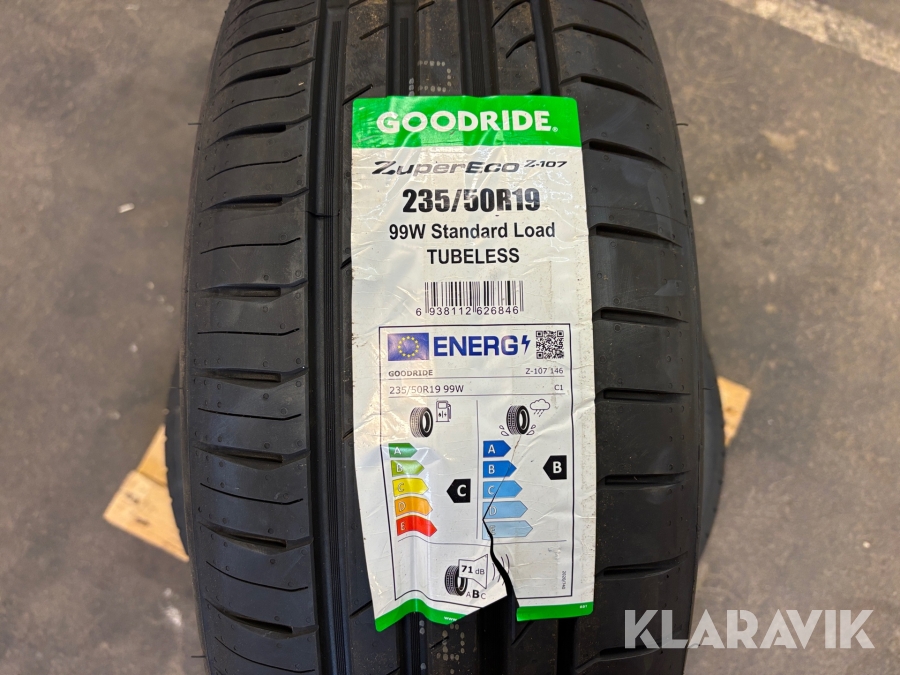 GOODRIDE®
ZuperEco Z-107
235/50R19
99W Standard Load
TUBELESS
6 938112 626846
ENERG
GOODRIDE Z-107 146
235/50R19 99W C1
A A
B B B
C C C
D D
E
71 dB
ABC
KLARAVIK